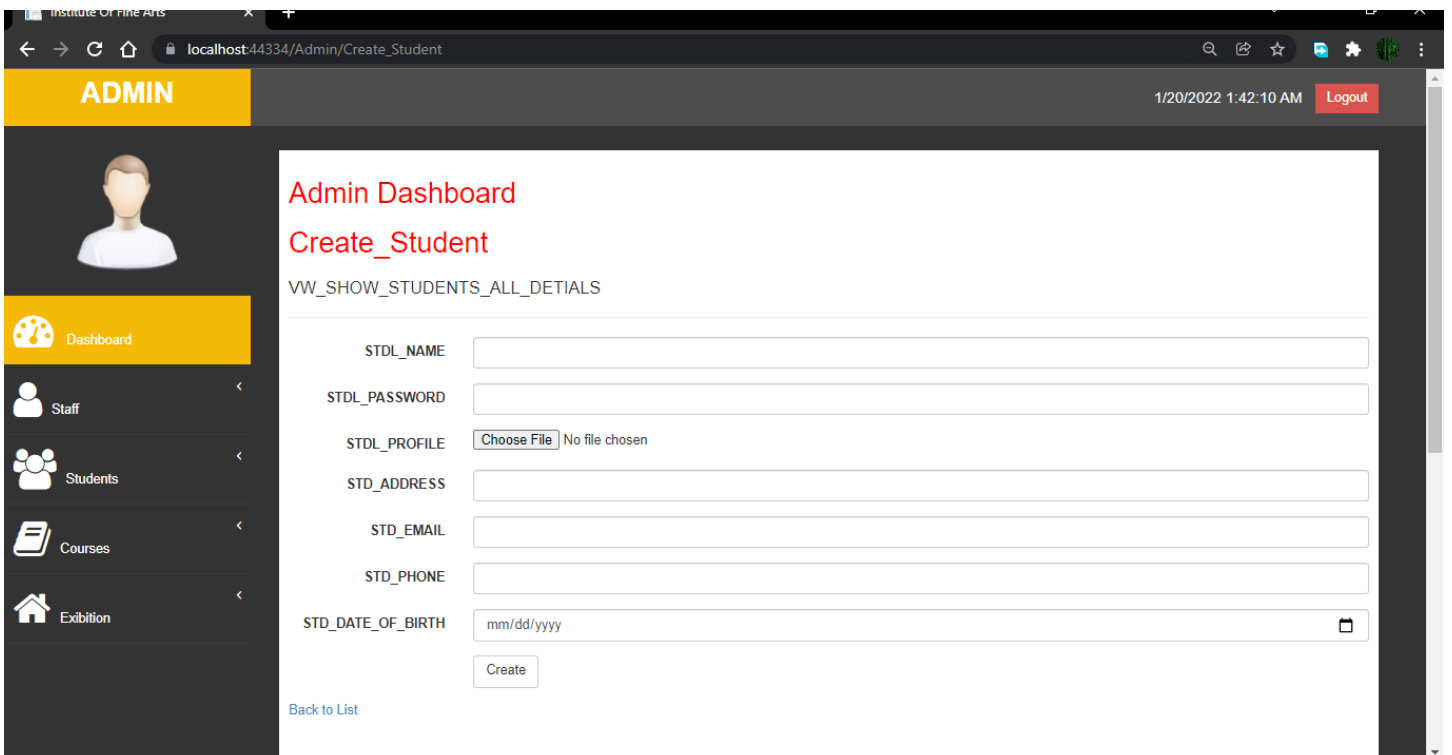 Institute Of Fine Arts
localhost:44334/Admin/Create_Student
ADMIN
1/20/2022 1:42:10 AM Logout
Admin Dashboard
Create_Student
VW_SHOW_STUDENTS_ALL_DETIALS
Dashboard
Staff
Students
Courses
Exibition
STDL_NAME
STDL_PASSWORD
STDL_PROFILE Choose File No file chosen
STD_ADDRESS
STD_EMAIL
STD_PHONE
STD_DATE_OF_BIRTH mm/dd/yyyy
Create
Back to List